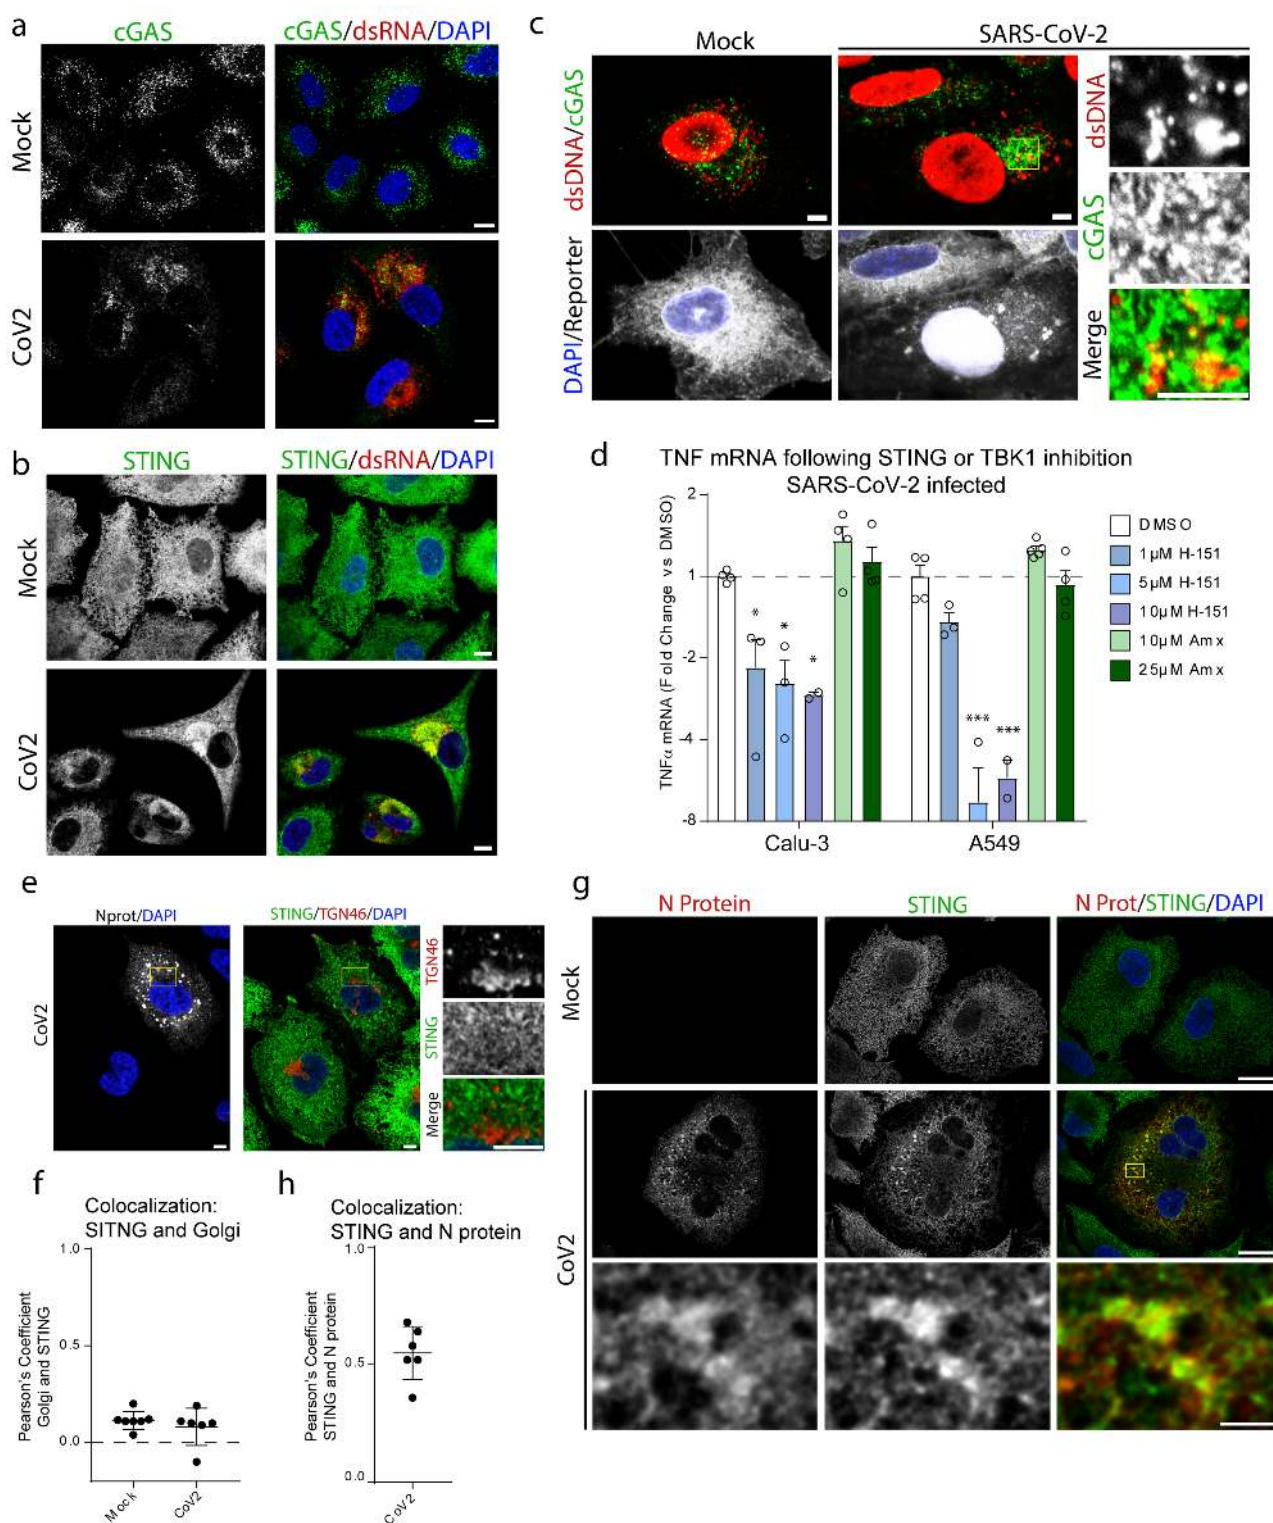 a
cGAS
cGAS/dsRNA/DAPI
Mock
CoV2
b
STING
STING/dsRNA/DAPI
Mock
CoV2
c
Mock
SARS-CoV-2
dsDNA/cGAS
DAPI/Reporter
dsDNA
cGAS
Merge
d
TNF mRNA following STING or TBK1 inhibition
SARS-CoV-2 infected
TNFα mRNA (Fold Change vs DMSO)
2
1
-2
-4
-8
*
*
*
***
***
Calu-3
A549
DMSO
1µM H-151
5µM H-151
10µM H-151
10µM Amx
25µM Amx
e
Nprot/DAPI
STING/TGN46/DAPI
CoV2
TGN46
STING
Merge
f
Colocalization:
SITNG and Golgi
Pearson's Coefficient
Golgi and STING
1.0
0.5
0.0
Mock
CoV2
h
Colocalization:
STING and N protein
Pearson's Coefficient
STING and N protein
1.0
0.5
0.0
CoV2
g
N Protein
STING
N Prot/STING/DAPI
Mock
CoV2